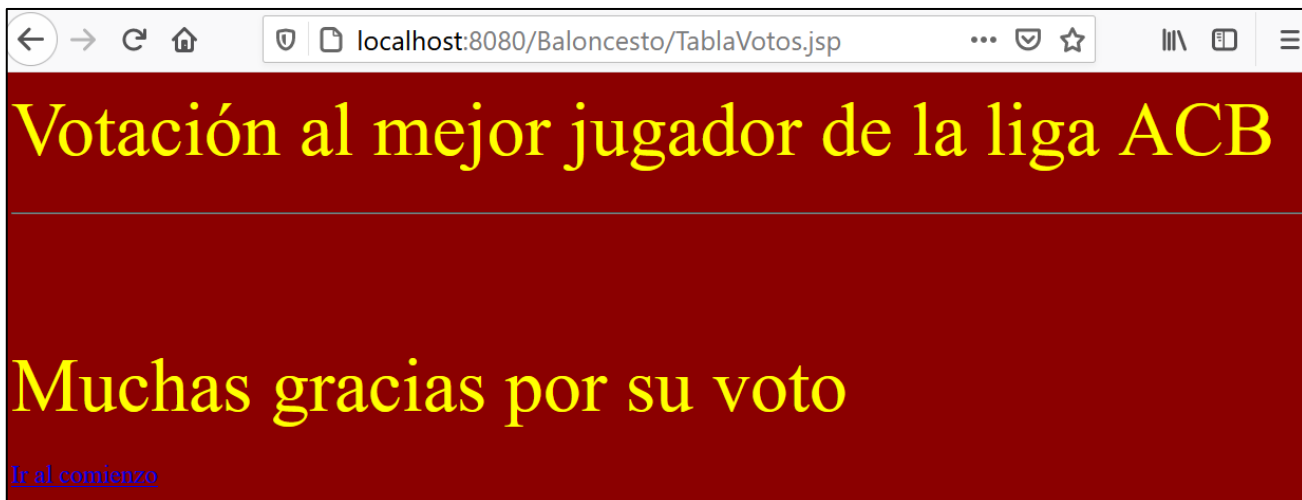 localhost:8080/Baloncesto/TablaVotos.jsp
Votación al mejor jugador de la liga ACB
Muchas gracias por su voto
Ir al comienzo